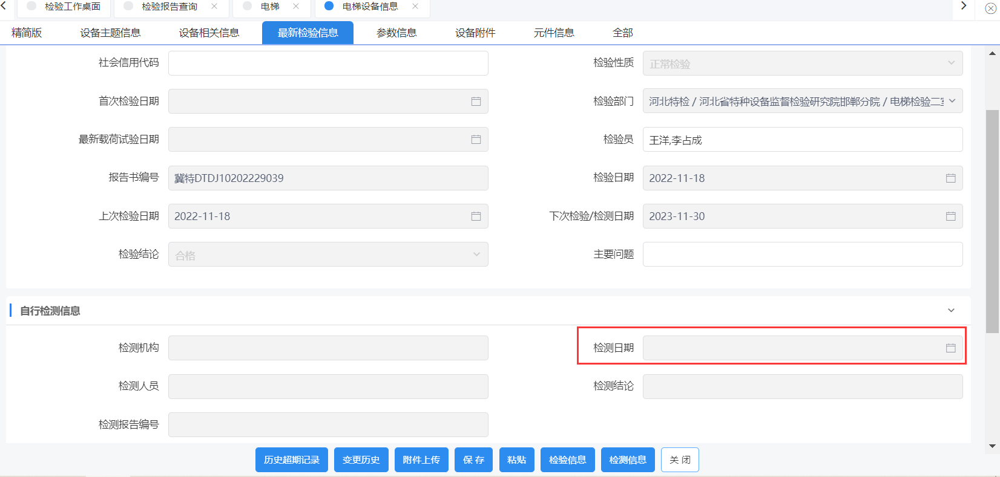 检验工作桌面 检验报告查询 电梯 电梯设备信息
精简版 设备主题信息 设备相关信息 最新检验信息 参数信息 设备附件 元件信息 全部
社会信用代码 检验性质 正常检验
首次检验日期 检验部门 河北特检 / 河北省特种设备监督检验研究院邯郸分院 / 电梯检验二
最新载荷试验日期 检验员 王洋,李占成
报告书编号 冀特DTDJ10202229039 检验日期 2022-11-18
上次检验日期 2022-11-18 下次检验/检测日期 2023-11-30
检验结论 合格 主要问题
自行检测信息
检测机构 检测日期
检测人员 检测结论
检测报告编号
历史超期记录 变更历史 附件上传 保 存 粘贴 检验信息 检测信息 关 闭